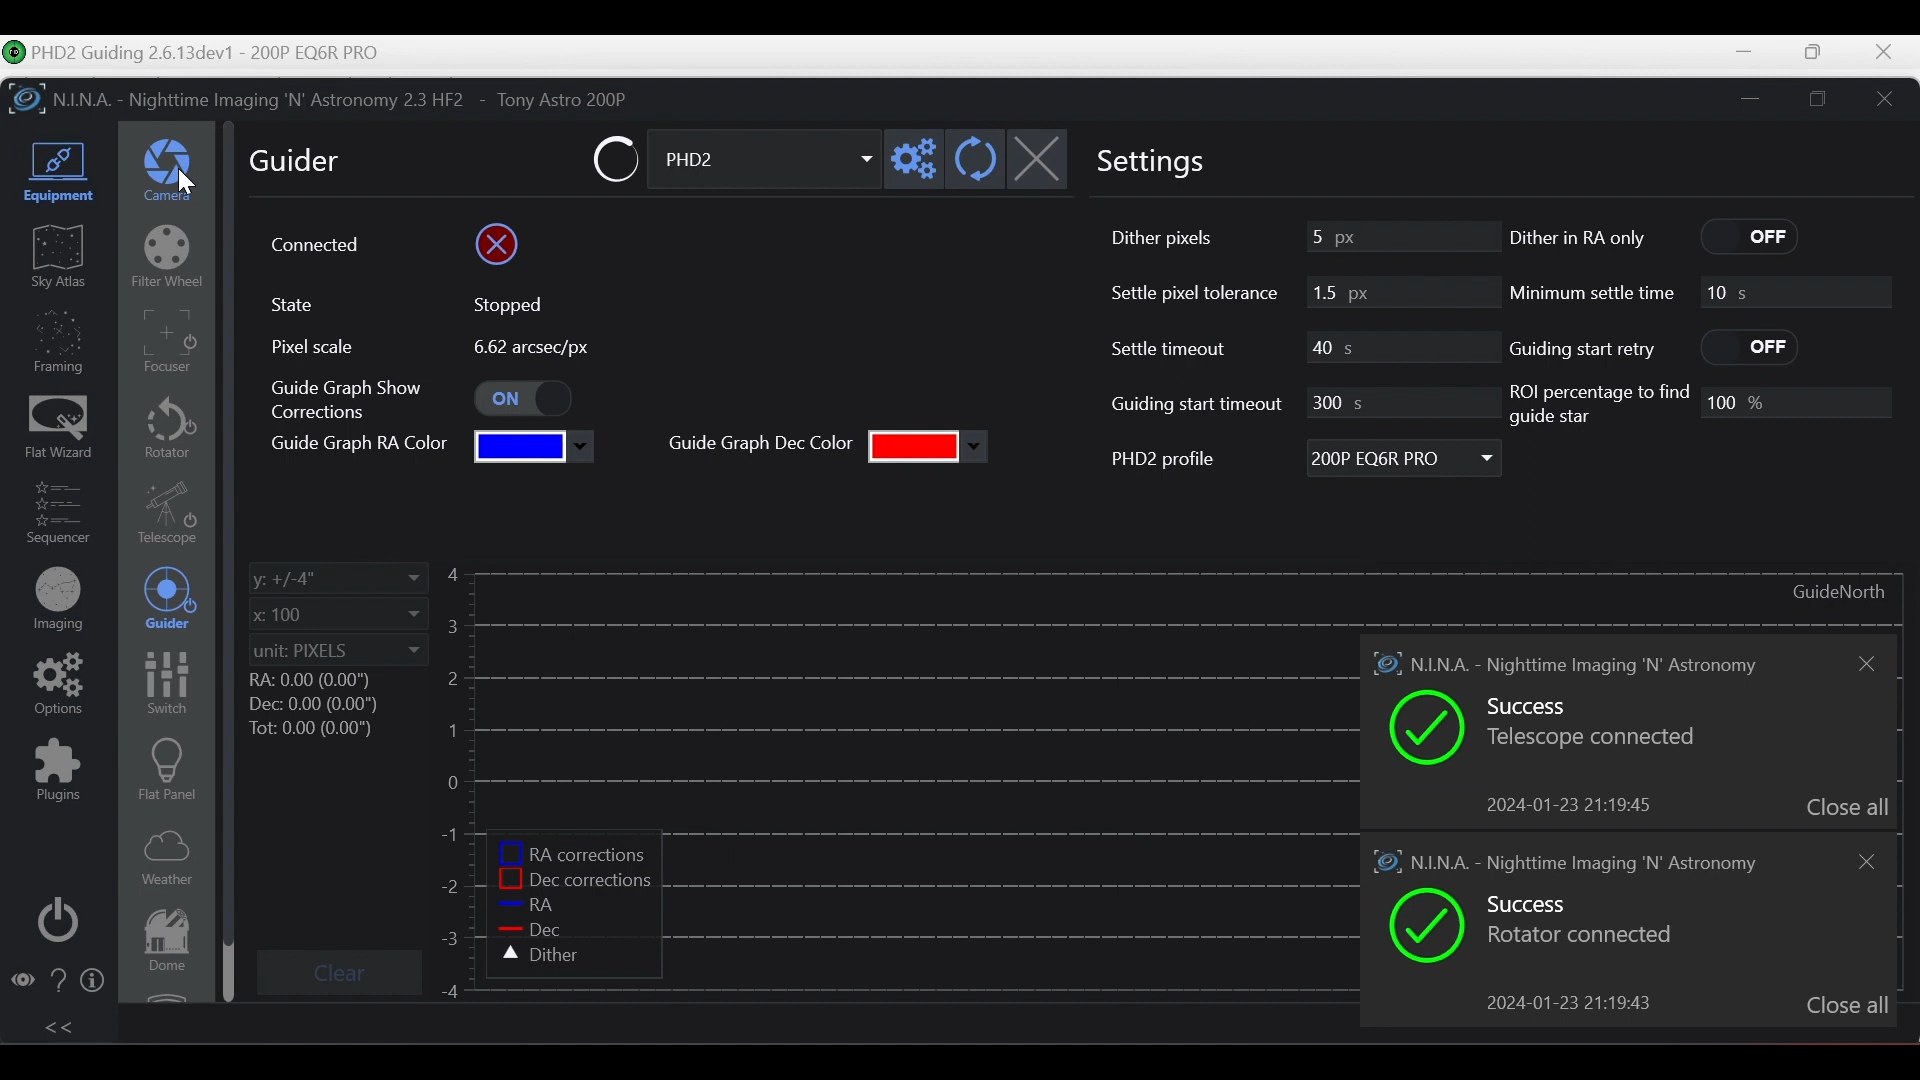 PHD2 Guiding 2.6.13dev1 - 200P EQ6R PRO
N.I.N.A. - Nighttime Imaging 'N' Astronomy 2.3 HF2 - Tony Astro 200P
Equipment
Sky Atlas
Framing
Flat Wizard
Sequencer
Imaging
Options
Plugins
<<
Camera
Filter Wheel
Focuser
Rotator
Telescope
Guider
Switch
Flat Panel
Weather
Dome
Guider
PHD2
Connected
State Stopped
Pixel scale 6.62 arcsec/px
Guide Graph Show
Corrections
ON
Guide Graph RA Color
Guide Graph Dec Color
Settings
Dither pixels 5 px Dither in RA only OFF
Settle pixel tolerance 1.5 px Minimum settle time 10 s
Settle timeout 40 s Guiding start retry OFF
Guiding start timeout 300 s
ROI percentage to find
guide star
100 %
PHD2 profile 200P EQ6R PRO
y: +/-4"
x: 100
unit: PIXELS
RA: 0.00 (0.00")
Dec: 0.00 (0.00")
Tot: 0.00 (0.00")
Clear
4
3
2
1
0
-1
-2
-3
-4
GuideNorth
RA corrections
Dec corrections
RA
Dec
Dither
N.I.N.A. - Nighttime Imaging 'N' Astronomy
Success
Telescope connected
2024-01-23 21:19:45
Close all
N.I.N.A. - Nighttime Imaging 'N' Astronomy
Success
Rotator connected
2024-01-23 21:19:43
Close all